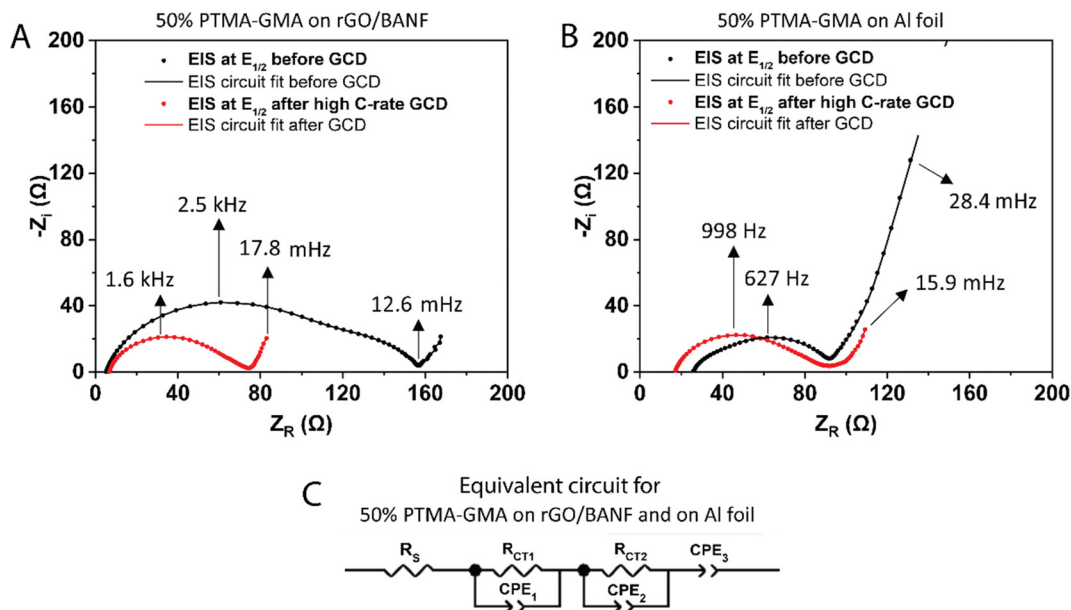 50% PTMA-GMA on rGO/BANF
A
200
160
120
80
40
0
-Zi (Ω)
EIS at E1/2 before GCD
EIS circuit fit before GCD
EIS at E1/2 after high C-rate GCD
EIS circuit fit after GCD
2.5 kHz
17.8 mHz
1.6 kHz
12.6 mHz
0 40 80 120 160 200
ZR (Ω)
50% PTMA-GMA on Al foil
B
200
160
120
80
40
0
-Zi (Ω)
EIS at E1/2 before GCD
EIS circuit fit before GCD
EIS at E1/2 after high C-rate GCD
EIS circuit fit after GCD
28.4 mHz
998 Hz
627 Hz
15.9 mHz
0 40 80 120 160 200
ZR (Ω)
C
Equivalent circuit for
50% PTMA-GMA on rGO/BANF and on Al foil
RS RCT1 RCT2 CPE3
CPE1 CPE2